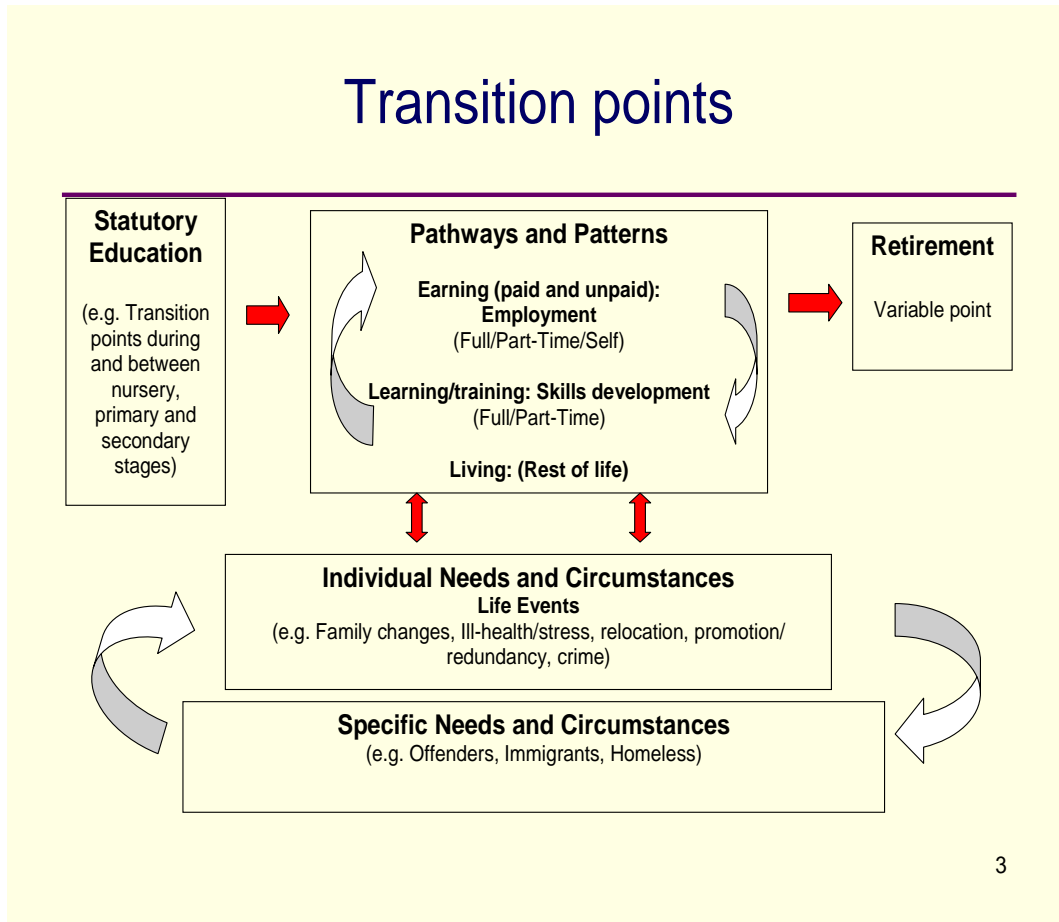 Transition points
Statutory
Education
(e.g. Transition
points during
and between
nursery,
primary and
secondary
stages)
Pathways and Patterns
Earning (paid and unpaid):
Employment
(Full/Part-Time/Self)
Learning/training: Skills development
(Full/Part-Time)
Living: (Rest of life)
Retirement
Variable point
Individual Needs and Circumstances
Life Events
(e.g. Family changes, Ill-health/stress, relocation, promotion/
redundancy, crime)
Specific Needs and Circumstances
(e.g. Offenders, Immigrants, Homeless)
3